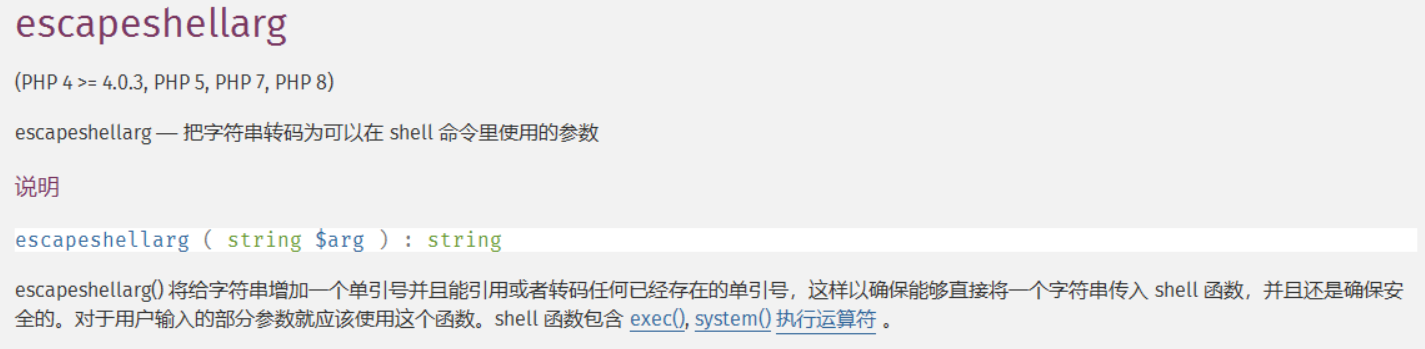 escapeshellarg
(PHP 4 >= 4.0.3, PHP 5, PHP 7, PHP 8)
escapeshellarg — 把字符串转码为可以在 shell 命令里使用的参数
说明
escapeshellarg ( string $arg ) : string
escapeshellarg() 将给字符串增加一个单引号并且能引用或者转码任何已经存在的单引号，这样以确保能够直接将一个字符串传入 shell 函数，并且还是确保安
全的。对于用户输入的部分参数就应该使用这个函数。shell 函数包含 exec(), system() 执行运算符 。